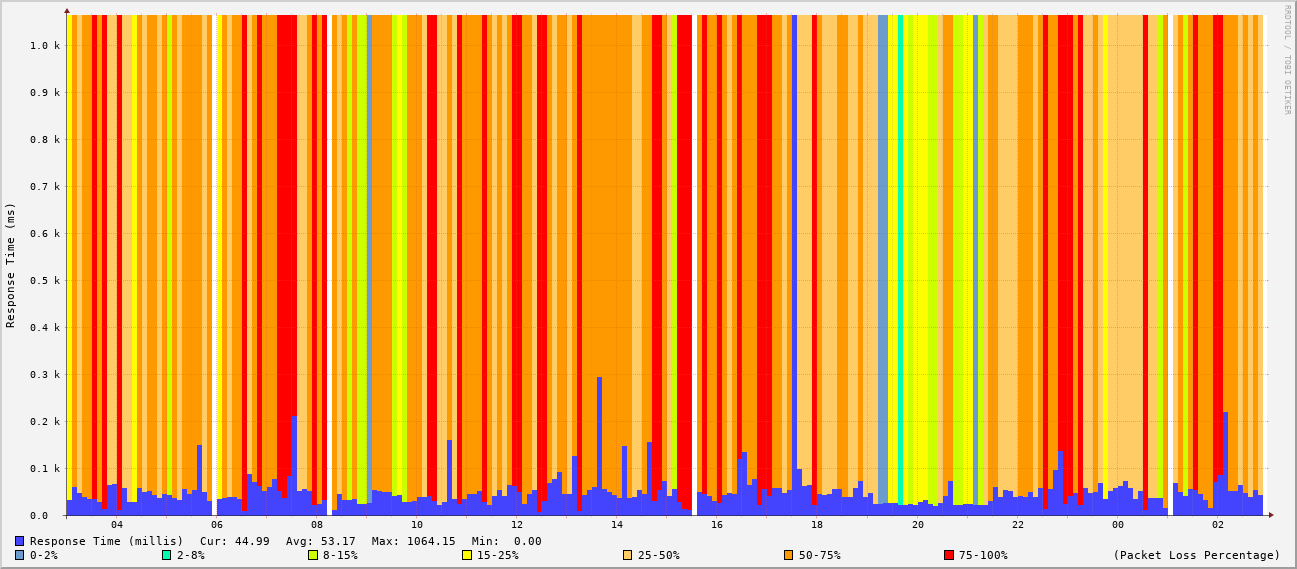 RRDTOOL / TOBI OETIKER
Response Time (ms)
1.0 k
0.9 k
0.8 k
0.7 k
0.6 k
0.5 k
0.4 k
0.3 k
0.2 k
0.1 k
0.0
04 06 08 10 12 14 16 18 20 22 00 02
Response Time (millis) Cur: 44.99 Avg: 53.17 Max: 1064.15 Min: 0.00
0-2% 2-8% 8-15% 15-25% 25-50% 50-75% 75-100% (Packet Loss Percentage)